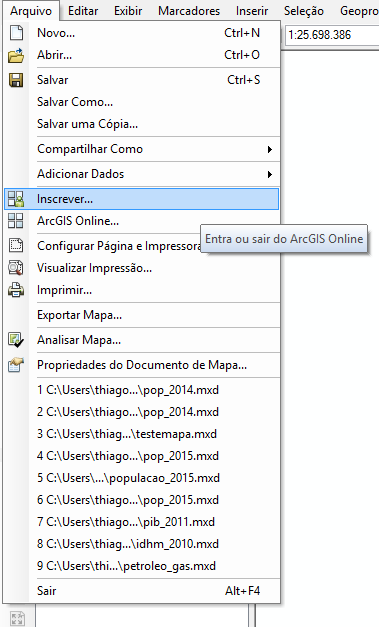 Arquivo Editar Exibir Marcadores Inserir Seleção Geopro
1:25.698.386
Novo... Ctrl+N
Abrir... Ctrl+O
Salvar Ctrl+S
Salvar Como...
Salvar uma Cópia...
Compartilhar Como
Adicionar Dados
Inscrever...
ArcGIS Online...
Entra ou sair do ArcGIS Online
Configurar Página e Impressora
Visualizar Impressão...
Imprimir...
Exportar Mapa...
Analisar Mapa...
Propriedades do Documento de Mapa...
1 C:\Users\thiago...\pop_2014.mxd
2 C:\Users\thiago...\pop_2014.mxd
3 C:\Users\thiag...\testemapa.mxd
4 C:\Users\thiago...\pop_2015.mxd
5 C:\Users\...\populacao_2015.mxd
6 C:\Users\thiago...\pop_2015.mxd
7 C:\Users\thiago...\pib_2011.mxd
8 C:\Users\thiag...\idhm_2010.mxd
9 C:\Users\thi...\petroleo_gas.mxd
Sair Alt+F4